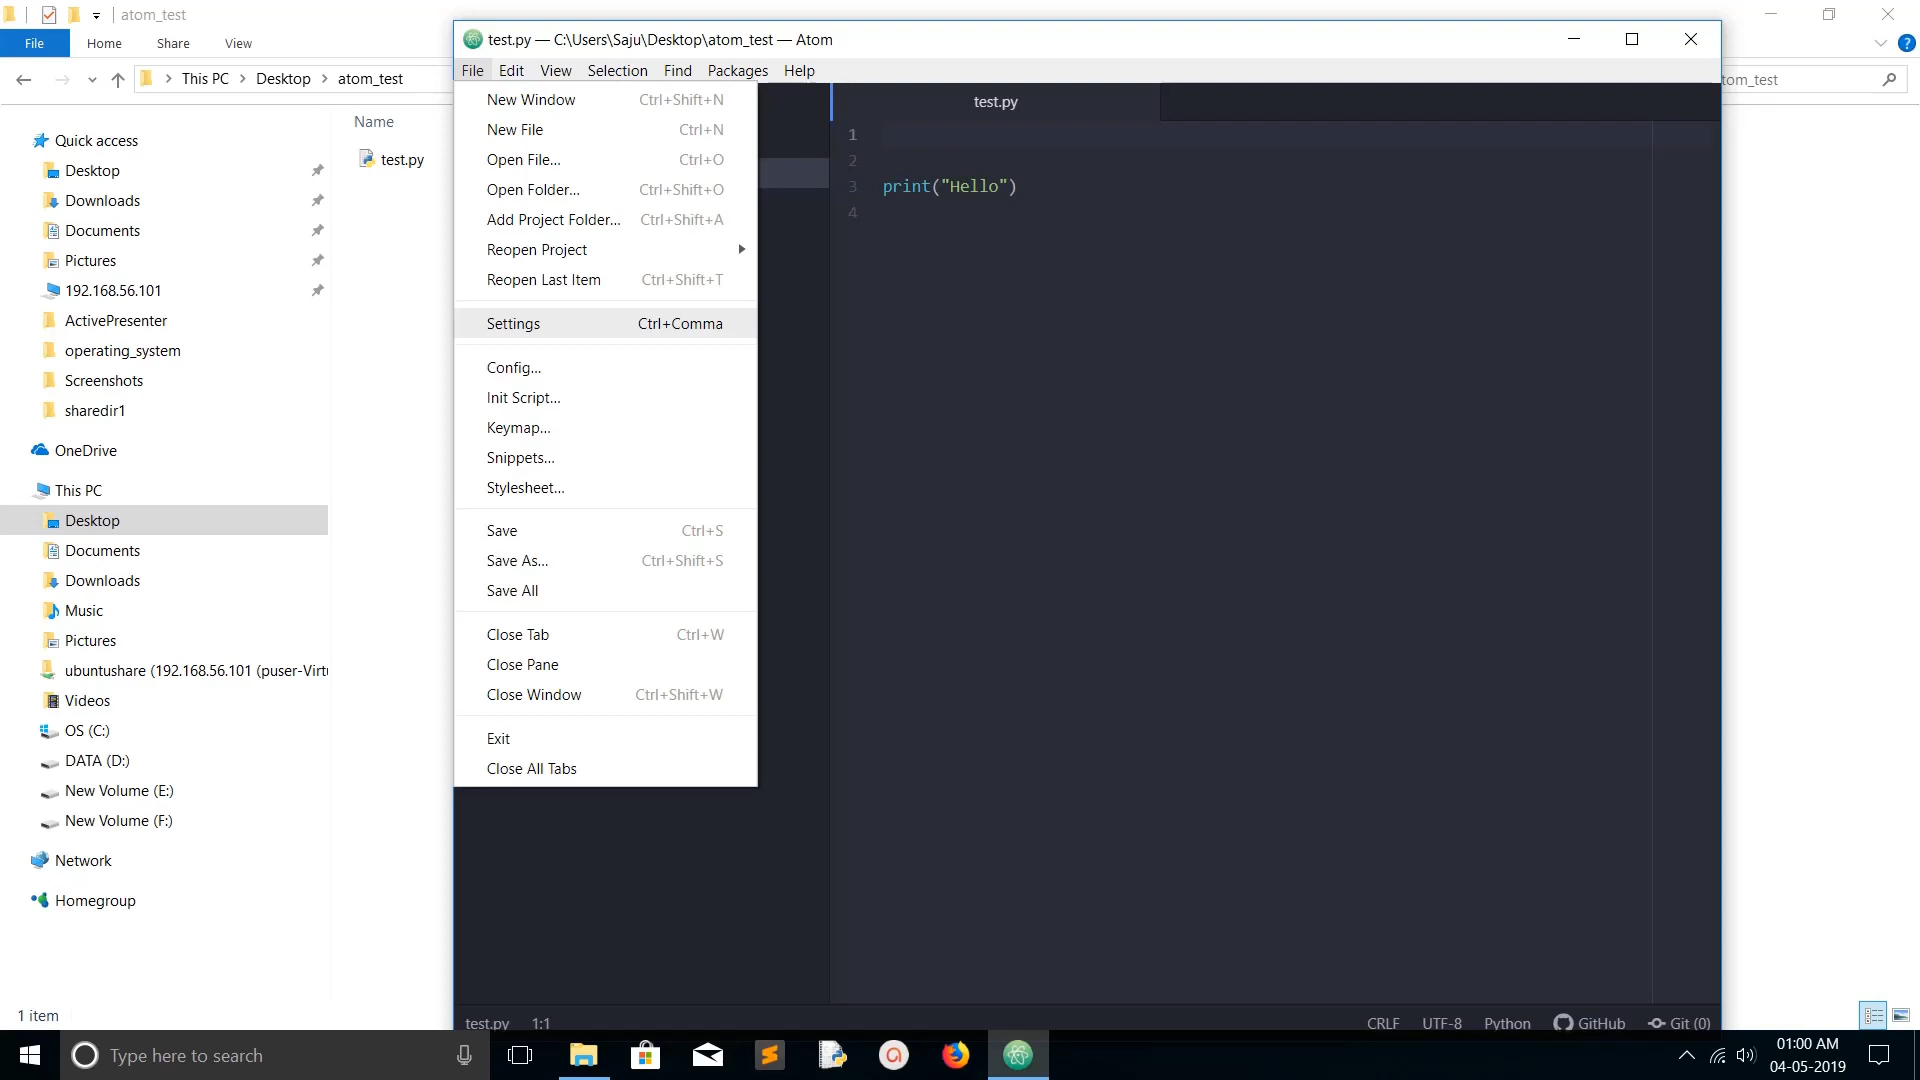 atom_test
File Home Share View
This PC Desktop atom_test
tom_test
Name
test.py
Quick access
Desktop
Downloads
Documents
Pictures
192.168.56.101
ActivePresenter
operating_system
Screenshots
sharedir1
OneDrive
This PC
Desktop
Documents
Downloads
Music
Pictures
ubuntushare (192.168.56.101 (puser-Virtu
Videos
OS (C:)
DATA (D:)
New Volume (E:)
New Volume (F:)
Network
Homegroup
1 item
test.py — C:\Users\Saju\Desktop\atom_test — Atom
File Edit View Selection Find Packages Help
New Window Ctrl+Shift+N
New File Ctrl+N
Open File... Ctrl+O
Open Folder... Ctrl+Shift+O
Add Project Folder... Ctrl+Shift+A
Reopen Project
Reopen Last Item Ctrl+Shift+T
Settings Ctrl+Comma
Config...
Init Script...
Keymap...
Snippets...
Stylesheet...
Save Ctrl+S
Save As... Ctrl+Shift+S
Save All
Close Tab Ctrl+W
Close Pane
Close Window Ctrl+Shift+W
Exit
Close All Tabs
test.py
1
2
3 print("Hello")
4
test.py 1:1 CRLF UTF-8 Python GitHub Git (0)
Type here to search
01:00 AM
04-05-2019